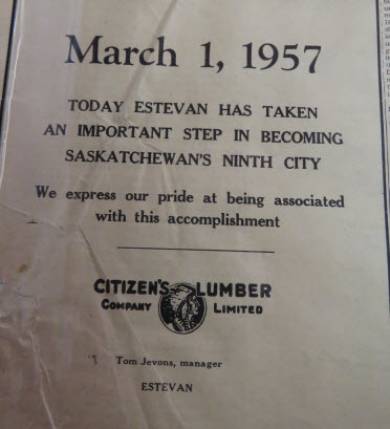 March 1, 1957
TODAY ESTEVAN HAS TAKEN
AN IMPORTANT STEP IN BECOMING
SASKATCHEWAN'S NINTH CITY
We express our pride at being associated
with this accomplishment
CITIZEN'S LUMBER
COMPANY LIMITED
Tom Jevons, manager
ESTEVAN